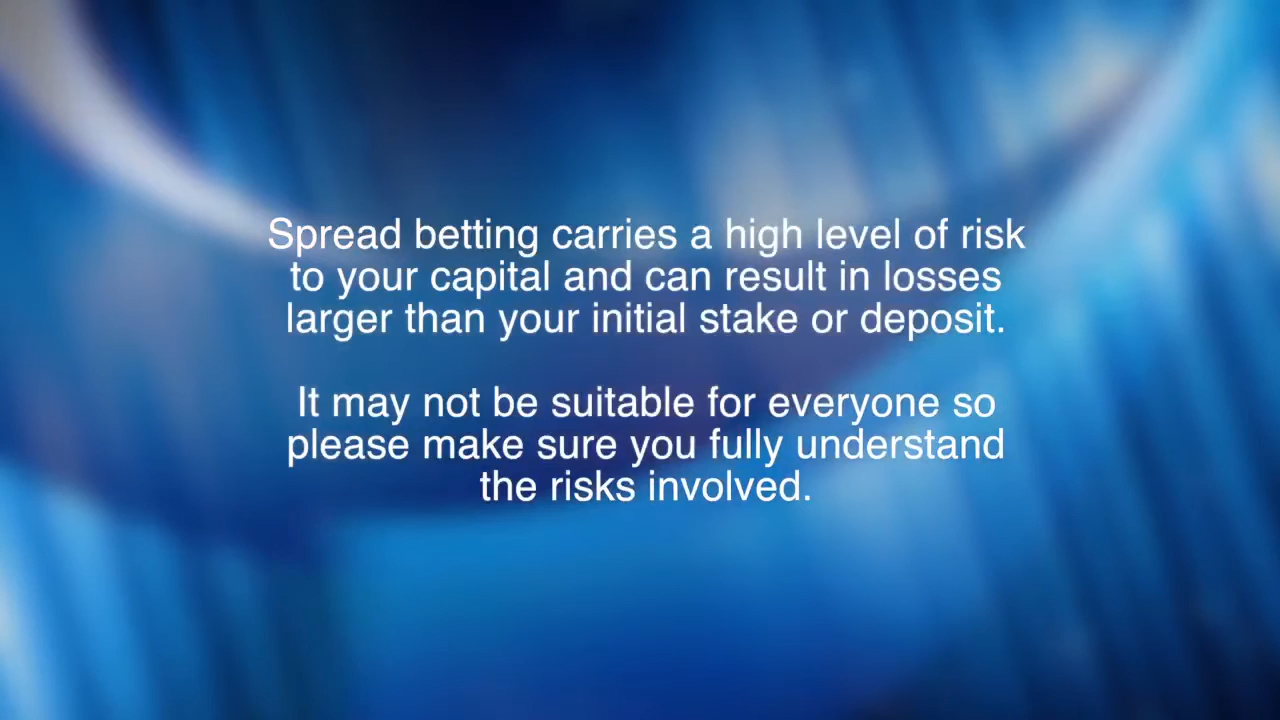 Spread betting carries a high level of risk
to your capital and can result in losses
larger than your initial stake or deposit.
It may not be suitable for everyone so
please make sure you fully understand
the risks involved.